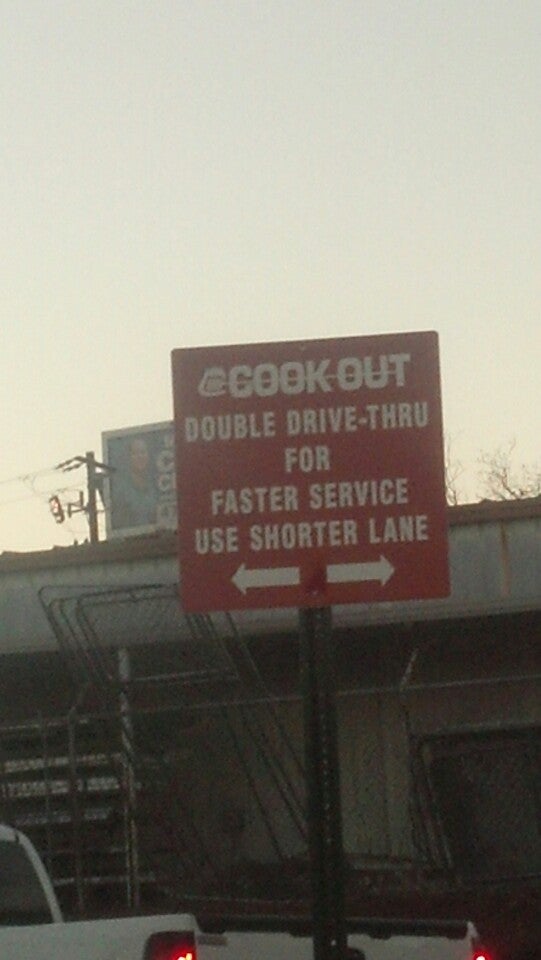 COOK OUT
DOUBLE DRIVE-THRU
FOR
FASTER SERVICE
USE SHORTER LANE